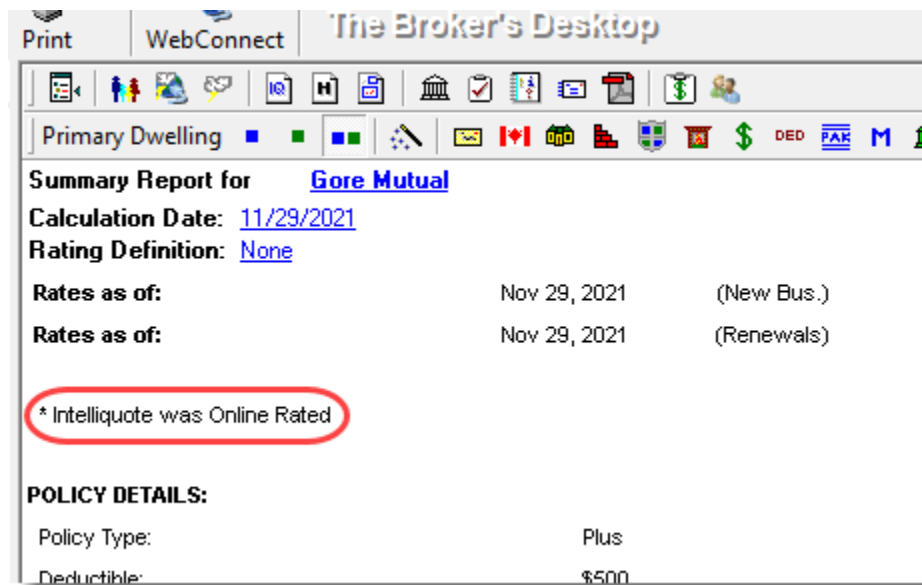 The Broker's Desktop
Print WebConnect
IQ H
Primary Dwelling DED PAK M
Summary Report for Gore Mutual
Calculation Date: 11/29/2021
Rating Definition: None
Rates as of: Nov 29, 2021 (New Bus.)
Rates as of: Nov 29, 2021 (Renewals)
* Intelliquote was Online Rated
POLICY DETAILS:
Policy Type: Plus
Deductible: $500